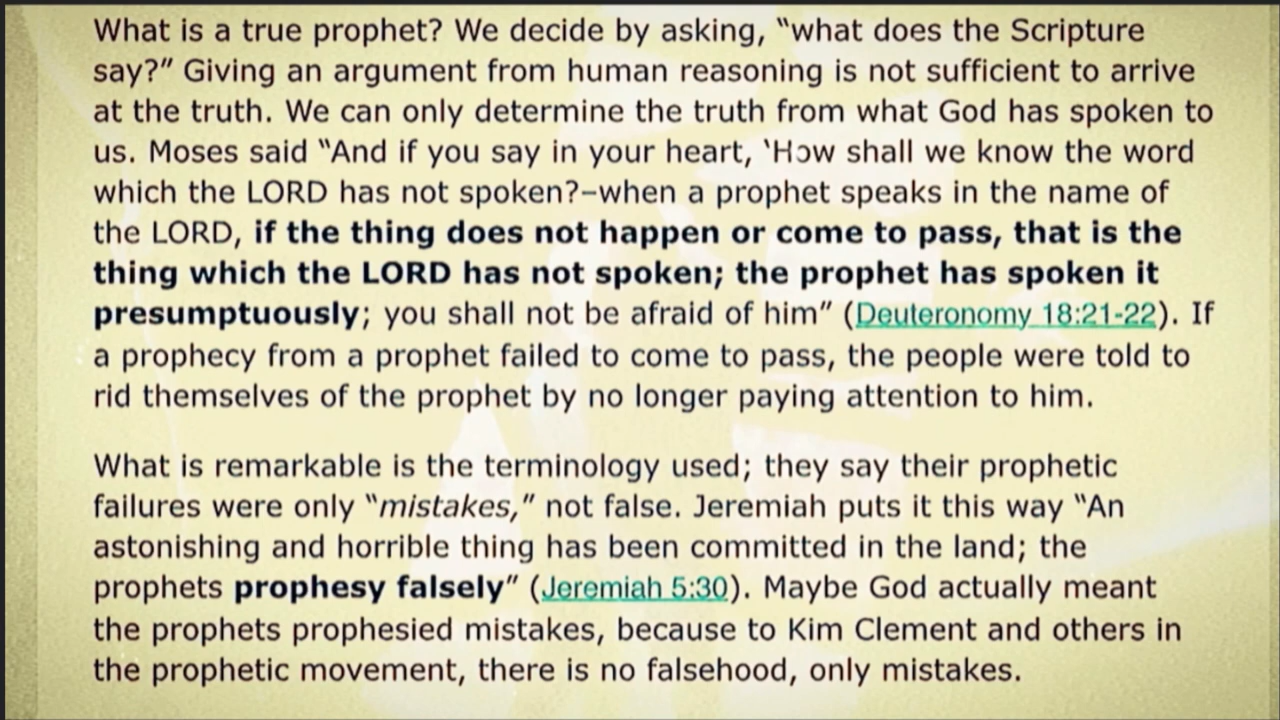 What is a true prophet? We decide by asking, “what does the Scripture
say?” Giving an argument from human reasoning is not sufficient to arrive
at the truth. We can only determine the truth from what God has spoken to
us. Moses said “And if you say in your heart, ‘How shall we know the word
which the LORD has not spoken?–when a prophet speaks in the name of
the LORD, if the thing does not happen or come to pass, that is the
thing which the LORD has not spoken; the prophet has spoken it
presumptuously; you shall not be afraid of him” (Deuteronomy 18:21-22). If
a prophecy from a prophet failed to come to pass, the people were told to
rid themselves of the prophet by no longer paying attention to him.
What is remarkable is the terminology used; they say their prophetic
failures were only “mistakes,” not false. Jeremiah puts it this way “An
astonishing and horrible thing has been committed in the land; the
prophets prophesy falsely” (Jeremiah 5:30). Maybe God actually meant
the prophets prophesied mistakes, because to Kim Clement and others in
the prophetic movement, there is no falsehood, only mistakes.